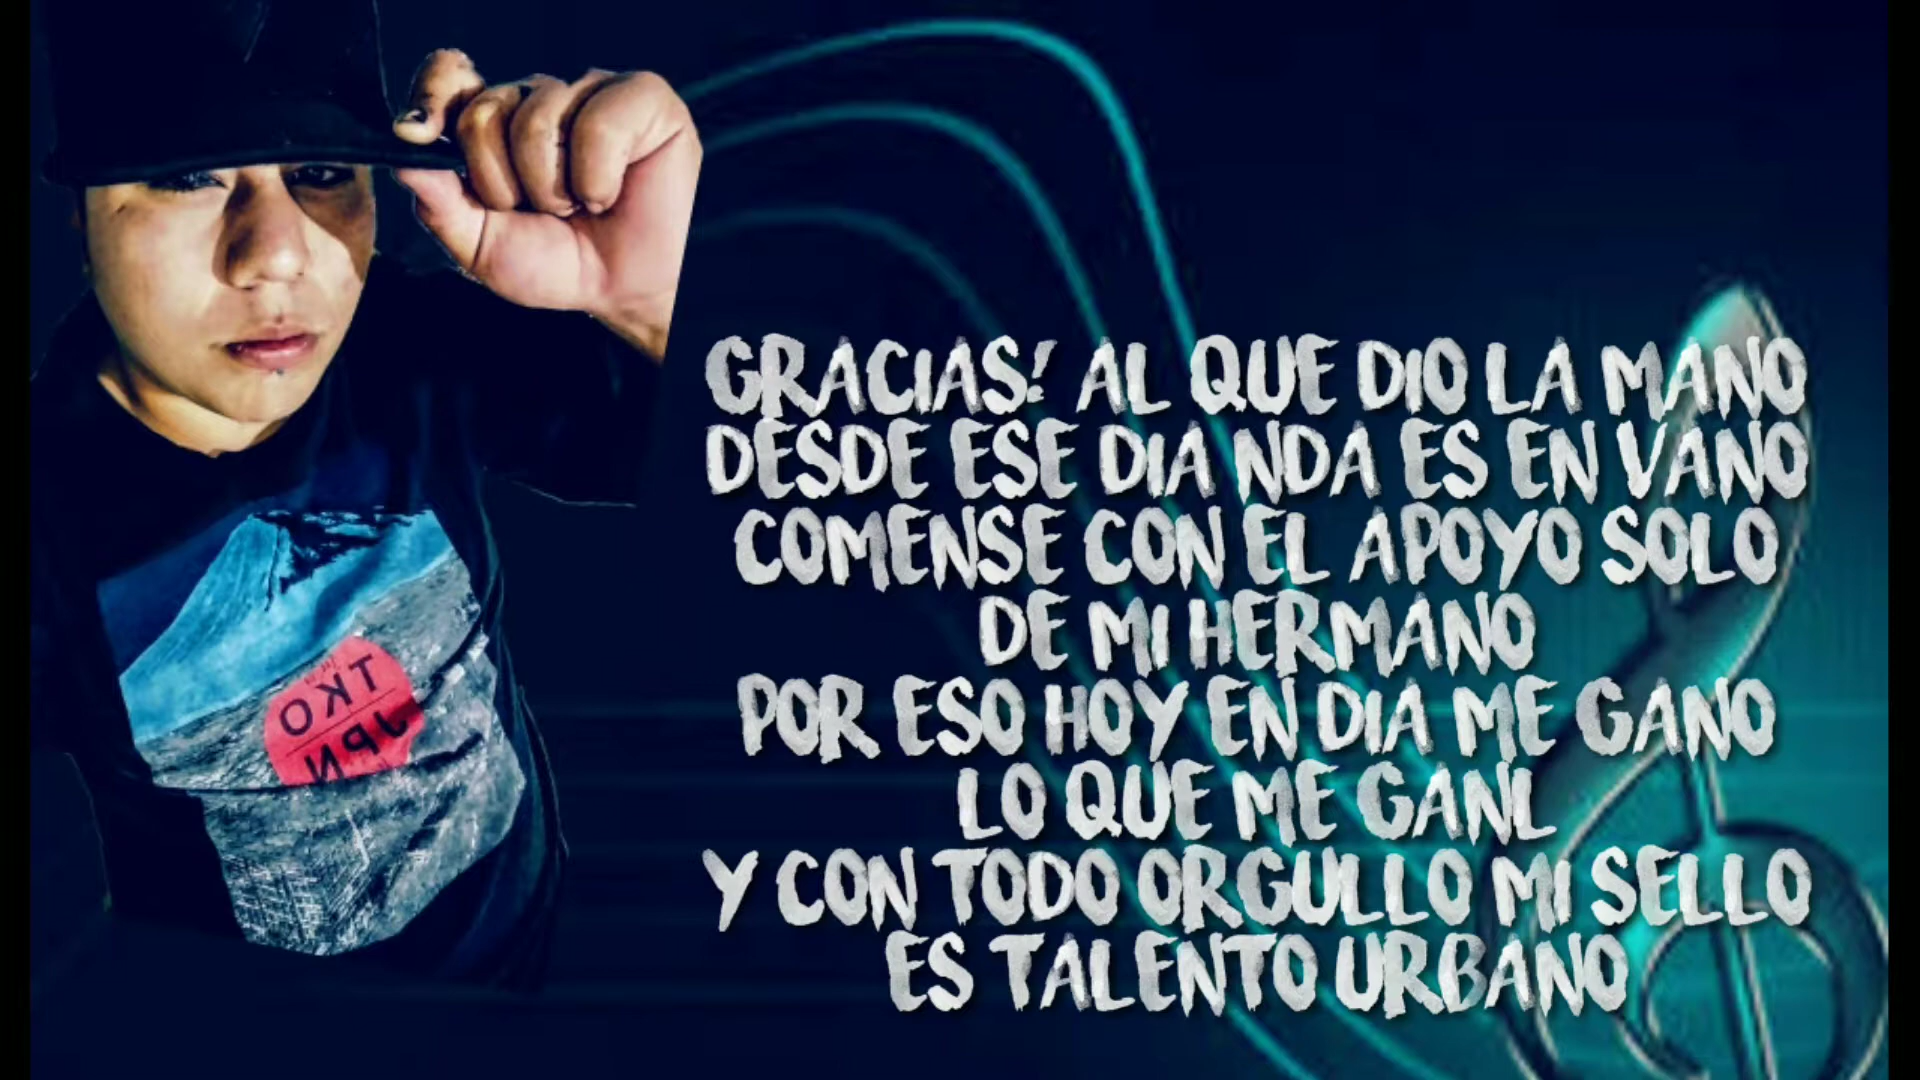 GRACIAS! AL QUE DIO LA MANO
DESDE ESE DIA NDA ES EN VANO
COMENSE CON EL APOYO SOLO
DE MI HERMANO
POR ESO HOY EN DIA ME GANO
LO QUE ME GANL
Y CON TODO ORGULLO MI SELLO
ES TALENTO URBANO
TKO
JPN